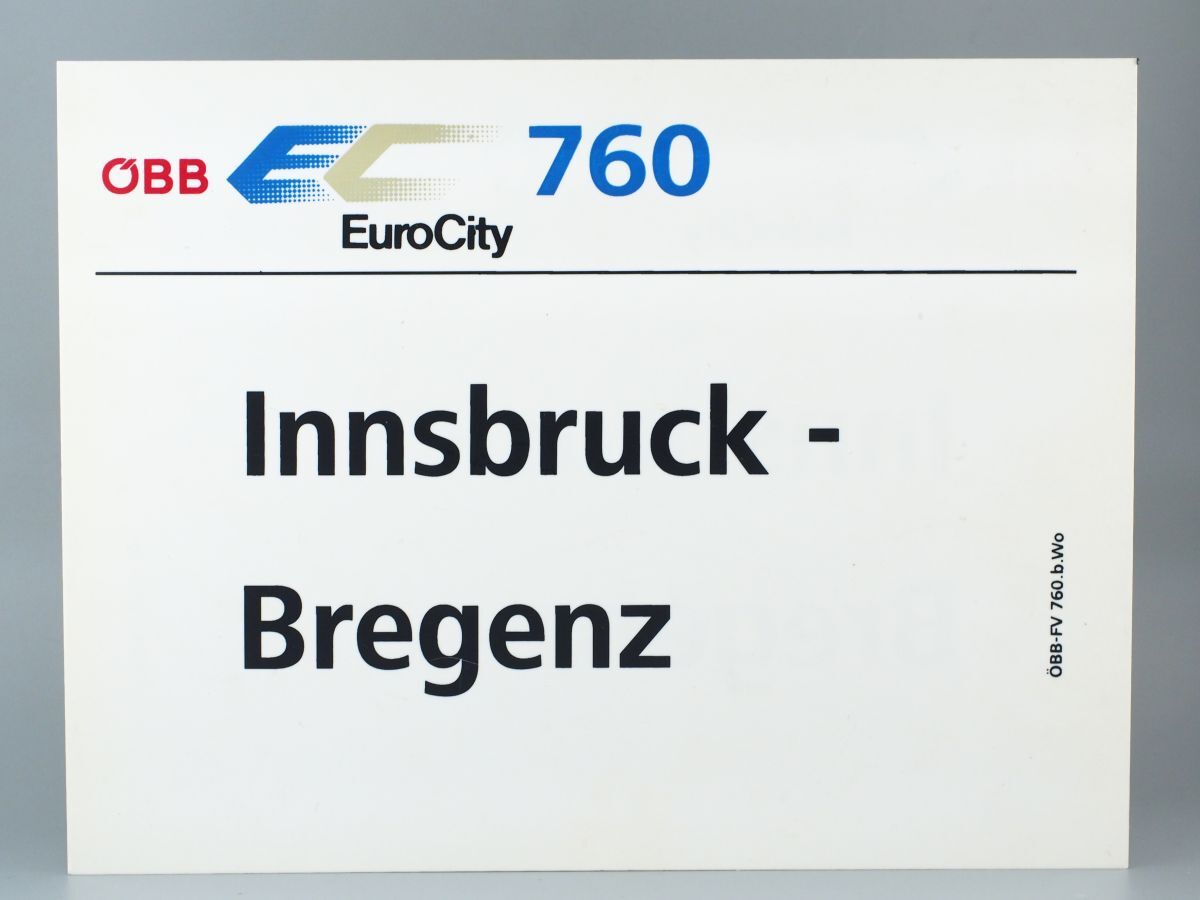 ÖBB EC 760
EuroCity
Innsbruck -
Bregenz
ÖBB-FV 760.b.Wo